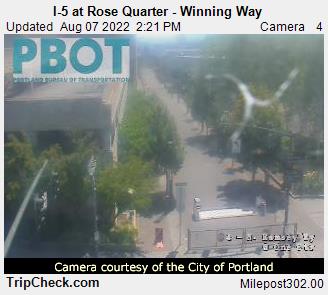 I-5 at Rose Quarter - Winning Way
Updated Aug 07 2022 2:21 PM Camera 4
PBOT
PORTLAND BUREAU OF TRANSPORTATION
Camera courtesy of the City of Portland
TripCheck.com Milepost302.00